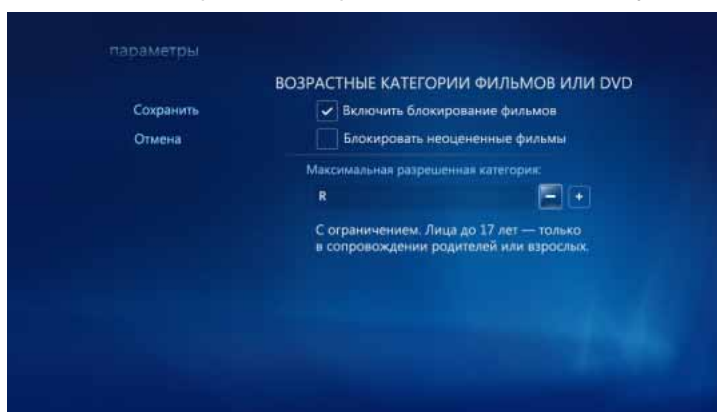 параметры
ВОЗРАСТНЫЕ КАТЕГОРИИ ФИЛЬМОВ ИЛИ DVD
Сохранить
Включить блокирование фильмов
Отмена
Блокировать неоцененные фильмы
Максимальная разрешенная категория:
R
С ограничением. Лица до 17 лет — только
в сопровождении родителей или взрослых.